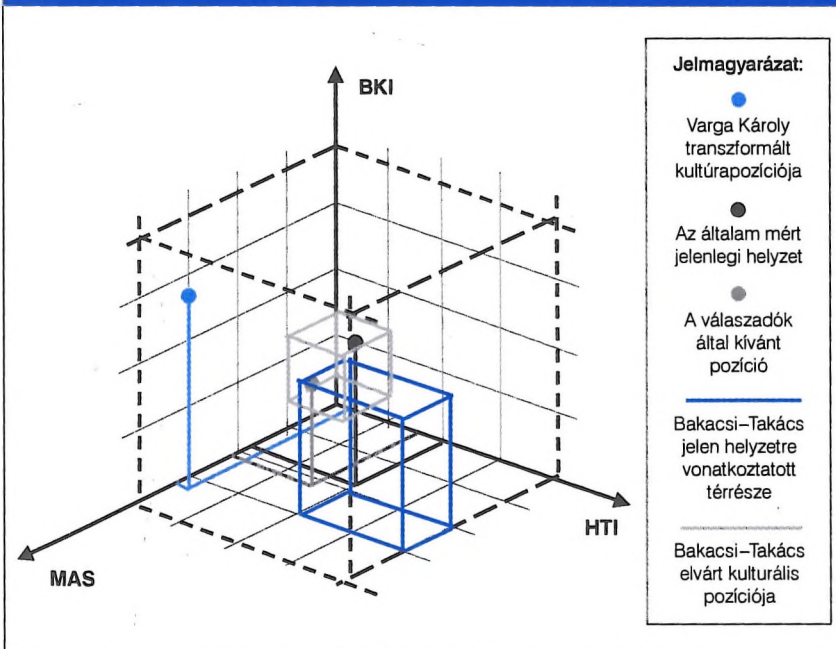 BKI
HTI
MAS
Jelmagyarázat:
Varga Károly
transzformált
kultúrapozíciója
Az általam mért
jelenlegi helyzet
A válaszadók
által kívánt
pozíció
Bakacsi–Takács
jelen helyzetre
vonatkoztatott
térrésze
Bakacsi–Takács
elvárt kulturális
pozíciója